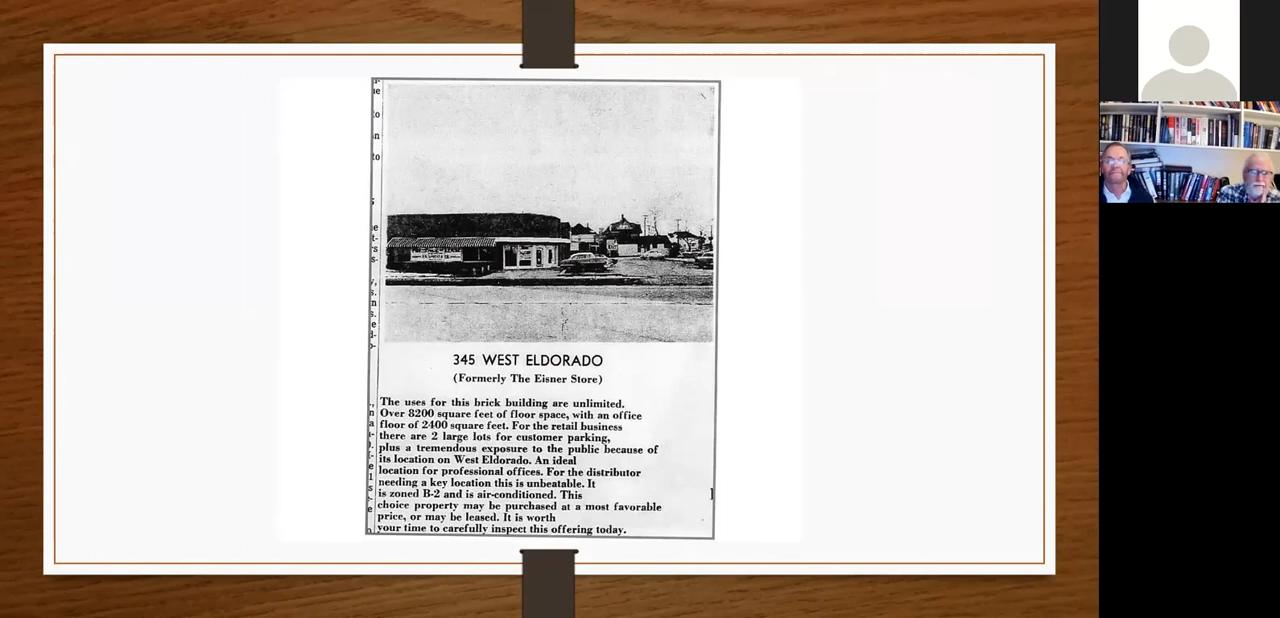 345 WEST ELDORADO
(Formerly The Eisner Store)
The uses for this brick building are unlimited.
Over 8200 square feet of floor space, with an office
floor of 2400 square feet. For the retail business
there are 2 large lots for customer parking,
plus a tremendous exposure to the public because of
its location on West Eldorado. An ideal
location for professional offices. For the distributor
needing a key location this is unbeatable. It
is zoned B-2 and is air-conditioned. This
choice property may be purchased at a most favorable
price, or may be leased. It is worth
your time to carefully inspect this offering today.